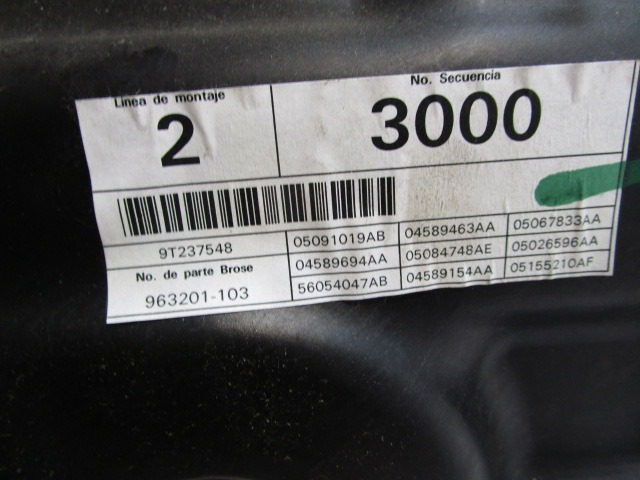 Linea de montaje
2
No. Secuencia
3000
9T237548
No. de parte Brose
963201-103
05091019AB 04589463AA 05067833AA
04589694AA 05084748AE 05026596AA
56054047AB 04589154AA 05155210AF